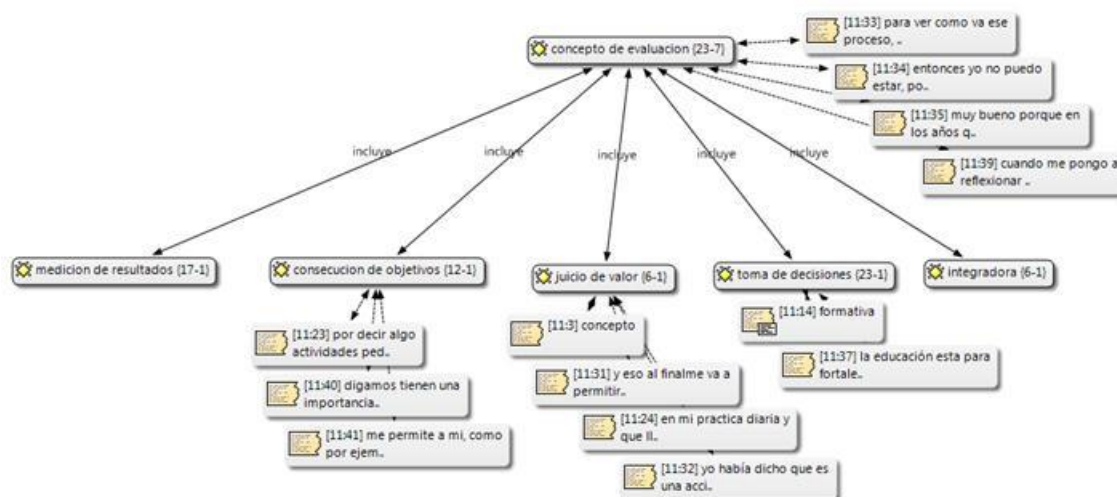 concepto de evaluacion {23-7}
[11:33] para ver como va ese
proceso, ..
[11:34] entonces yo no puedo
estar, po..
[11:35] muy bueno porque en
los años q..
[11:39] cuando me pongo a
reflexionar ..
incluye
incluye
incluye
incluye
incluye
medicion de resultados {17-1}
consecucion de objetivos {12-1}
juicio de valor {6-1}
toma de decisiones {23-1}
integradora {6-1}
[11:23] por decir algo
actividades ped..
[11:40] digamos tienen una
importancia..
[11:41] me permite a mi, como
por ejem..
[11:3] concepto
[11:31] y eso al finalme va a
permitir..
[11:24] en mi practica diaria y
que ll..
[11:32] yo había dicho que es
una acci..
[11:14] formativa
[11:37] la educación esta para
fortale..